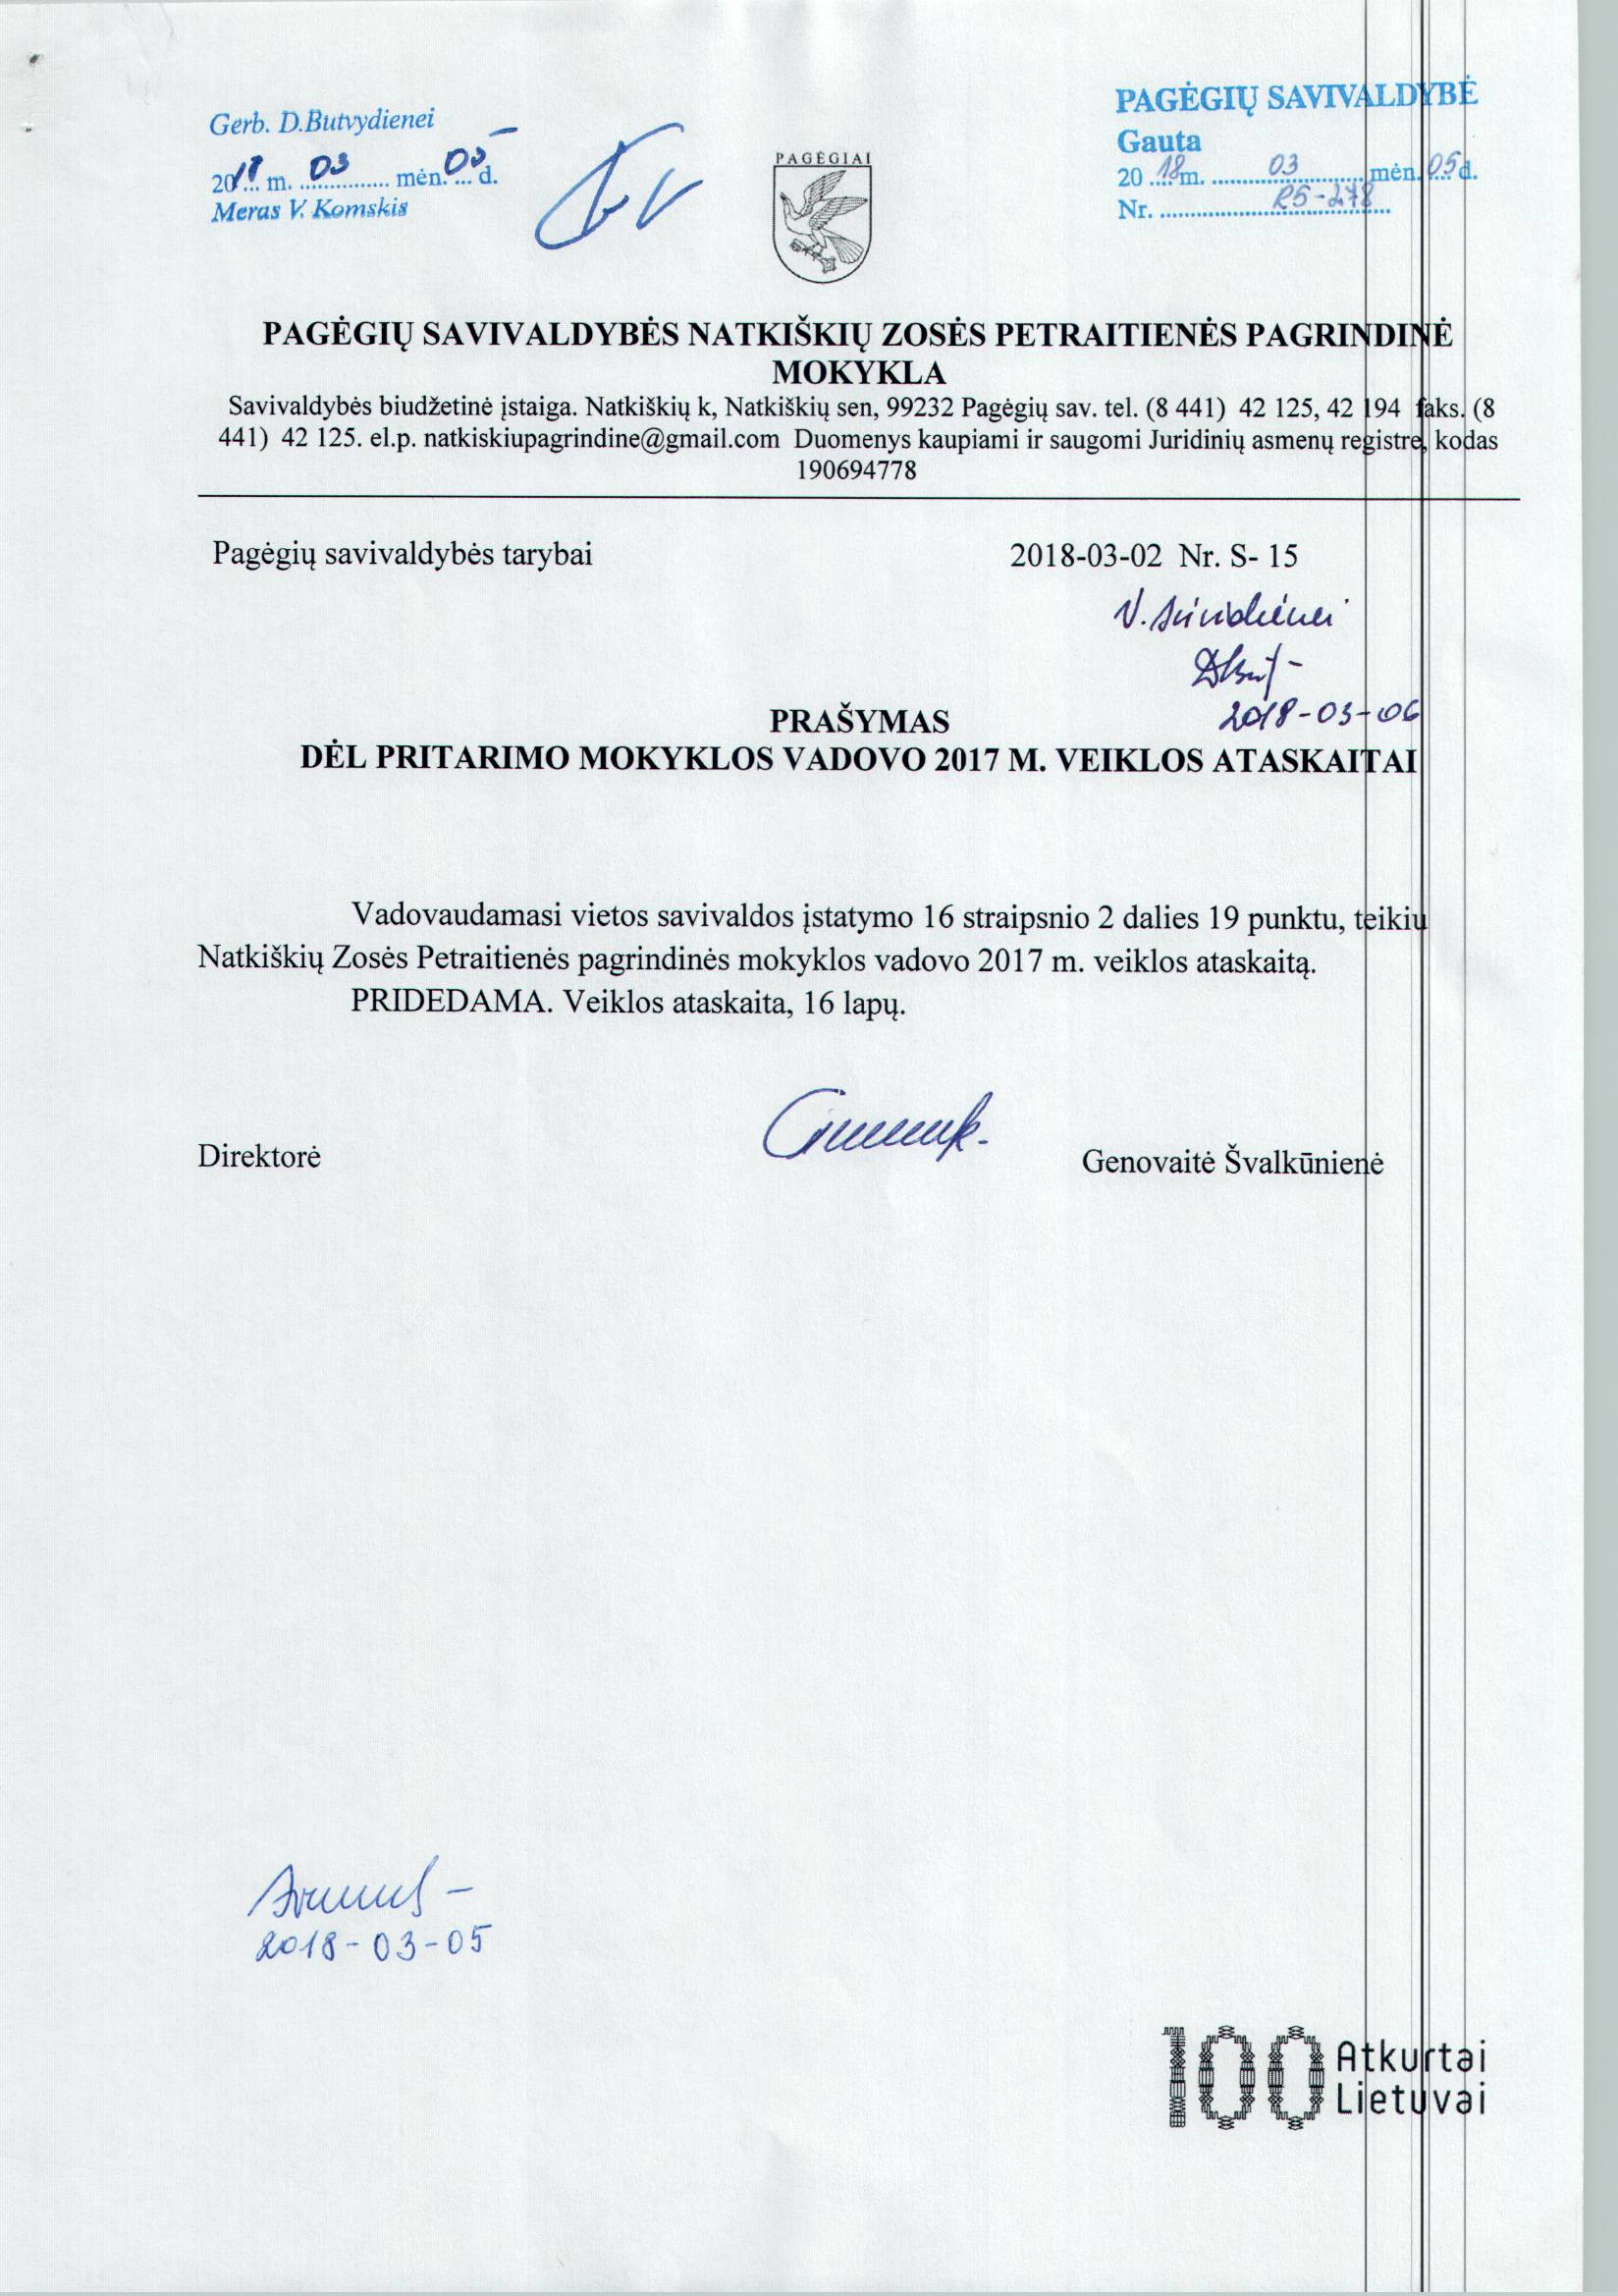 Gerb. D.Butvydienei
2018 m. 03 mėn. 05 d.
Meras V. Komskis
PAGĖGIAI
PAGĖGIŲ SAVIVALDYBĖ
Gauta
20 18 m. 03 mėn. 05 d.
Nr. R5-278
PAGĖGIŲ SAVIVALDYBĖS NATKIŠKIŲ ZOSĖS PETRAITIENĖS PAGRINDINĖ
MOKYKLA
Savivaldybės biudžetinė įstaiga. Natkiškių k, Natkiškių sen, 99232 Pagėgių sav. tel. (8 441) 42 125, 42 194 faks. (8
441) 42 125. el.p. natkiskiupagrindine@gmail.com Duomenys kaupiami ir saugomi Juridinių asmenų registre, kodas
190694778
Pagėgių savivaldybės tarybai 2018-03-02 Nr. S- 15
V.
2018-03-06
PRAŠYMAS
DĖL PRITARIMO MOKYKLOS VADOVO 2017 M. VEIKLOS ATASKAITAI
Vadovaudamasi vietos savivaldos įstatymo 16 straipsnio 2 dalies 19 punktu, teikiu
Natkiškių Zosės Petraitienės pagrindinės mokyklos vadovo 2017 m. veiklos ataskaitą.
PRIDEDAMA. Veiklos ataskaita, 16 lapų.
Direktorė Genovaitė Švalkūnienė
2018-03-05
100 Atkurtai
Lietuvai